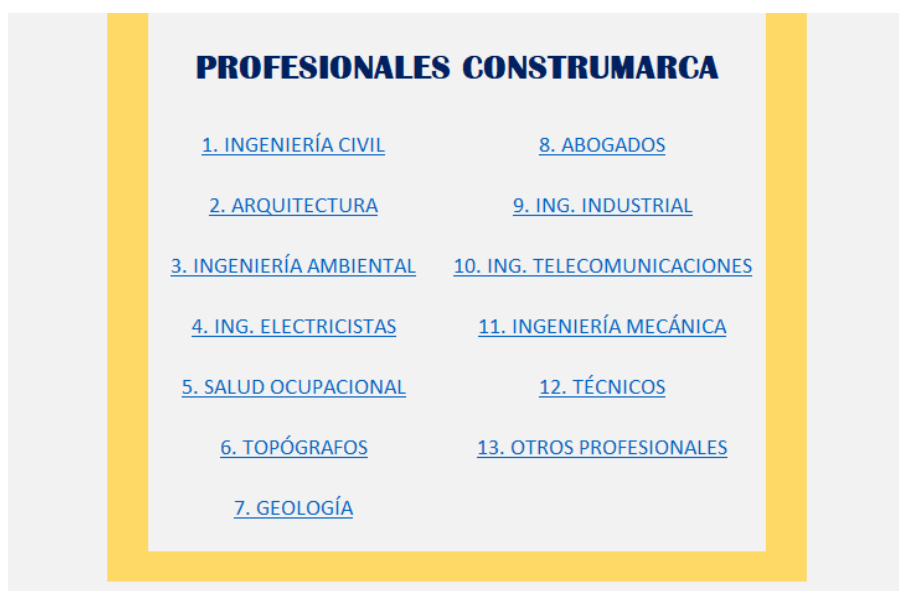 PROFESIONALES CONSTRUMARCA
1. INGENIERÍA CIVIL
2. ARQUITECTURA
3. INGENIERÍA AMBIENTAL
4. ING. ELECTRICISTAS
5. SALUD OCUPACIONAL
6. TOPÓGRAFOS
7. GEOLOGÍA
8. ABOGADOS
9. ING. INDUSTRIAL
10. ING. TELECOMUNICACIONES
11. INGENIERÍA MECÁNICA
12. TÉCNICOS
13. OTROS PROFESIONALES